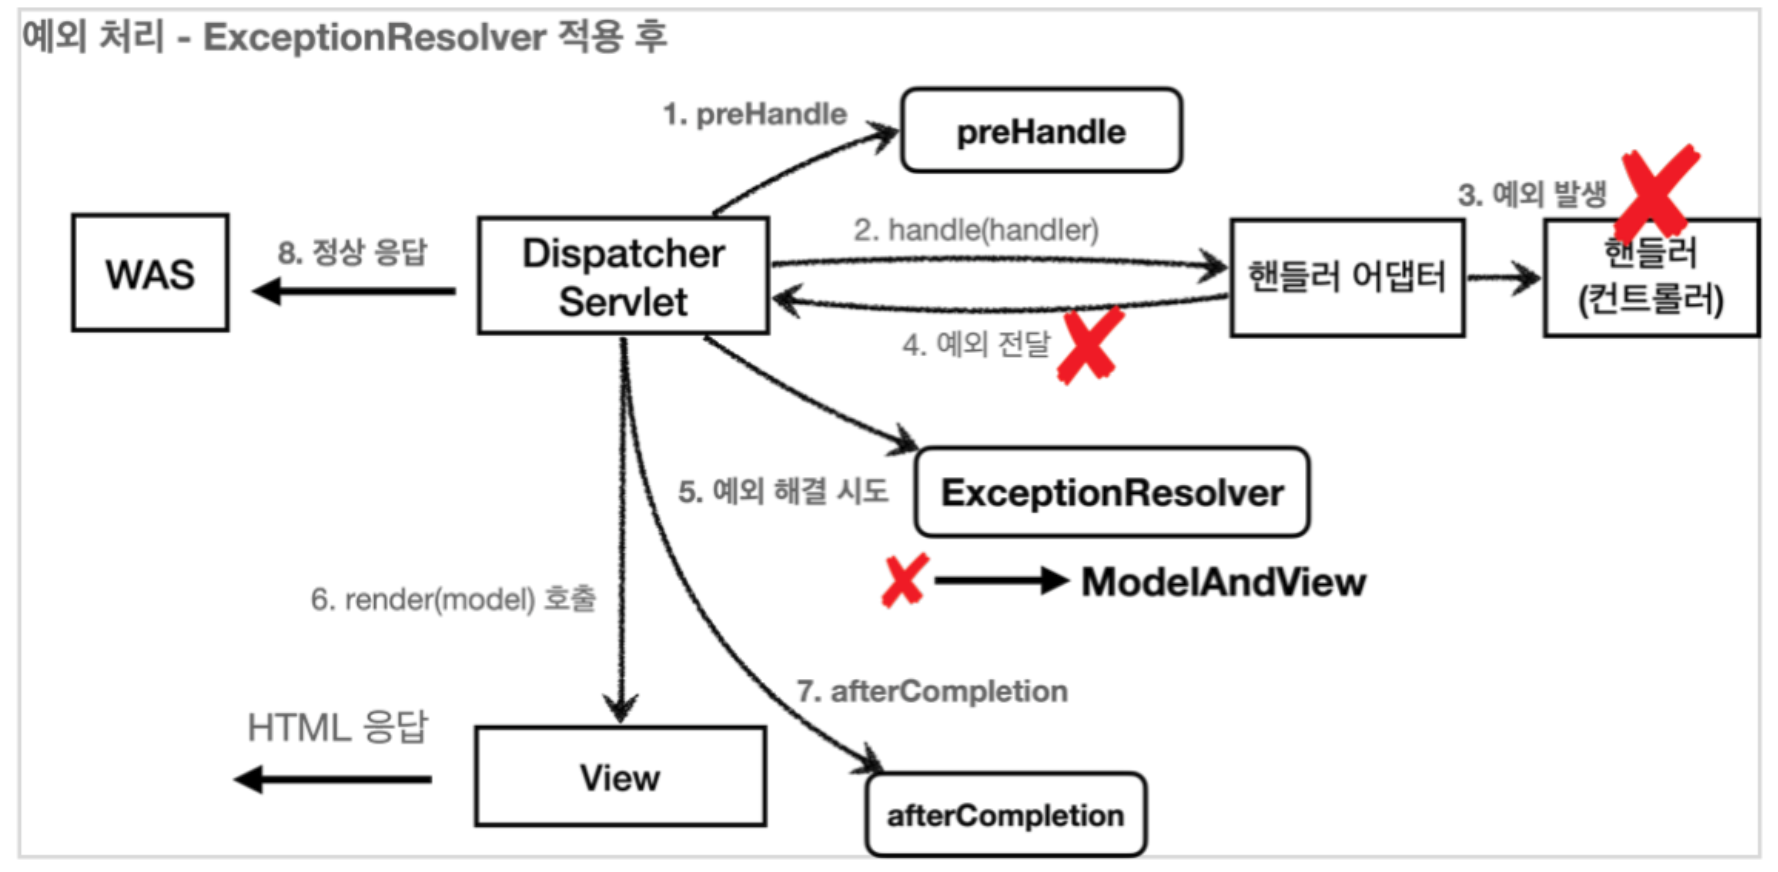 예외 처리 - ExceptionResolver 적용 후
1. preHandle
preHandle
3. 예외 발생
WAS
8. 정상 응답
Dispatcher
Servlet
2. handle(handler)
핸들러 어댑터
핸들러
(컨트롤러)
4. 예외 전달
5. 예외 해결 시도
ExceptionResolver
ModelAndView
6. render(model) 호출
7. afterCompletion
HTML 응답
View
afterCompletion